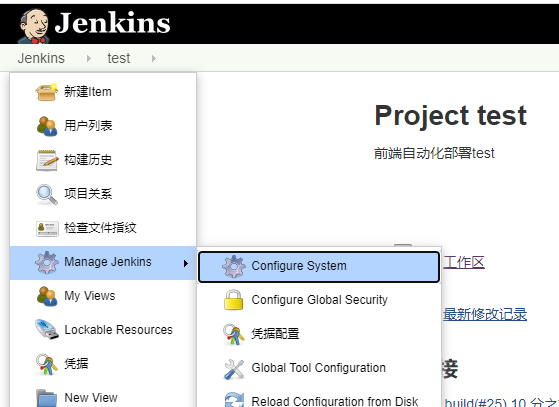 Jenkins
Jenkins test
新建Item
用户列表
构建历史
项目关系
检查文件指纹
Manage Jenkins
My Views
Lockable Resources
凭据
New View
Configure System
Configure Global Security
凭据配置
Global Tool Configuration
Reload Configuration from Disk
Project test
前端自动化部署test
工作区
最新修改记录
接
build(#25),10 分之